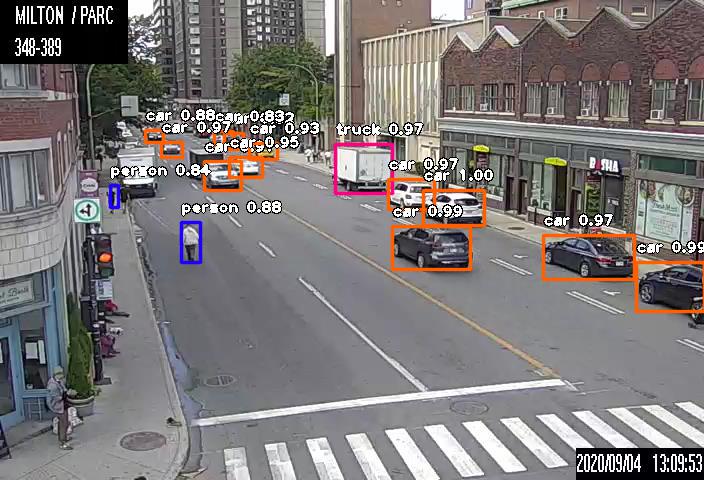 MILTON / PARC
348-389
car 0.88
car 0.97
car 0.93
car 0.95
truck 0.97
person 0.84
person 0.88
car 0.97
car 1.00
car 0.99
car 0.97
car 0.99
2020/09/04 13:09:53